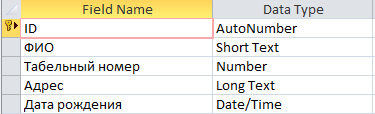 Field Name Data Type
ID AutoNumber
ФИО Short Text
Табельный номер Number
Адрес Long Text
Дата рождения Date/Time